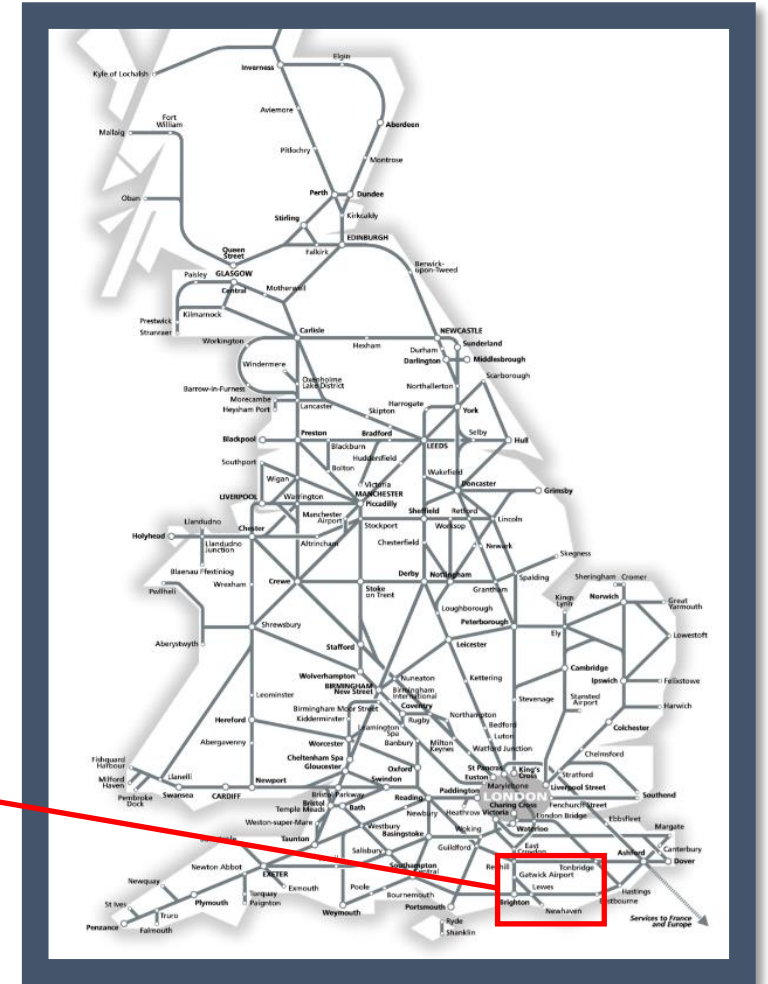 Kyle of Lochalsh
Inverness
Elgin
Aviemore
Fort
William
Mallaig
Aberdeen
Pitlochry
Montrose
Oban
Perth
Dundee
Stirling
Kirkcaldy
EDINBURGH
Queen
Street
Falkirk
Berwick-
upon-Tweed
Paisley
GLASGOW
Central
Motherwell
Prestwick
Kilmarnock
Stranraer
Carlisle
NEWCASTLE
Workington
Hexham
Durham
Sunderland
Darlington
Middlesbrough
Windermere
Scarborough
Oxenholme
Lake District
Barrow-in-Furness
Northallerton
Morecambe
Heysham Port
Lancaster
Skipton
Harrogate
York
Blackpool
Preston
Bradford
Selby
Hull
Blackburn
LEEDS
Huddersfield
Southport
Bolton
Wakefield
Wigan
Victoria
Doncaster
MANCHESTER
Piccadilly
Grimsby
LIVERPOOL
Warrington
Manchester
Airport
Sheffield
Retford
Lincoln
Llandudno
Chester
Stockport
Worksop
Holyhead
Llandudno
Junction
Altrincham
Chesterfield
Newark
Skegness
Blaenau Ffestiniog
Wrexham
Crewe
Derby
Nottingham
Spalding
Sheringham
Cromer
Pwllheli
Stoke
on Trent
Grantham
Kings
Lynn
Norwich
Great
Yarmouth
Loughborough
Peterborough
Shrewsbury
Ely
Lowestoft
Aberystwyth
Stafford
Leicester
Wolverhampton
Cambridge
BIRMINGHAM
New Street
Nuneaton
Kettering
Ipswich
Felixstowe
Birmingham
International
Leominster
Stevenage
Stansted
Airport
Harwich
Birmingham Moor Street
Coventry
Hereford
Kidderminster
Rugby
Northampton
Leamington
Spa
Bedford
Colchester
Abergavenny
Worcester
Banbury
Milton
Keynes
Luton
Watford Junction
Chelmsford
Cheltenham Spa
Gloucester
Fishguard
Harbour
Oxford
St Pancras
Euston
King's
Cross
Stratford
Milford
Haven
Llanelli
Newport
Swindon
Marylebone
Liverpool Street
Pembroke
Dock
Swansea
CARDIFF
Bristol Parkway
Reading
Paddington
LONDON
Southend
Bristol
Temple Meads
Bath
Newbury
Heathrow
Victoria
Charing Cross
Fenchurch Street
London Bridge
Weston-super-Mare
Westbury
Basingstoke
Woking
Waterloo
Ebbsfleet
Margate
Taunton
Salisbury
Guildford
East
Croydon
Canterbury
Newton Abbot
EXETER
Southampton
Central
Redhill
Tonbridge
Ashford
Dover
Newquay
Exmouth
Poole
Gatwick Airport
Torquay
Paignton
Bournemouth
Lewes
Hastings
St Ives
Plymouth
Weymouth
Portsmouth
Brighton
Eastbourne
Truro
Newhaven
Penzance
Falmouth
Ryde
Shanklin
Services to France
and Europe